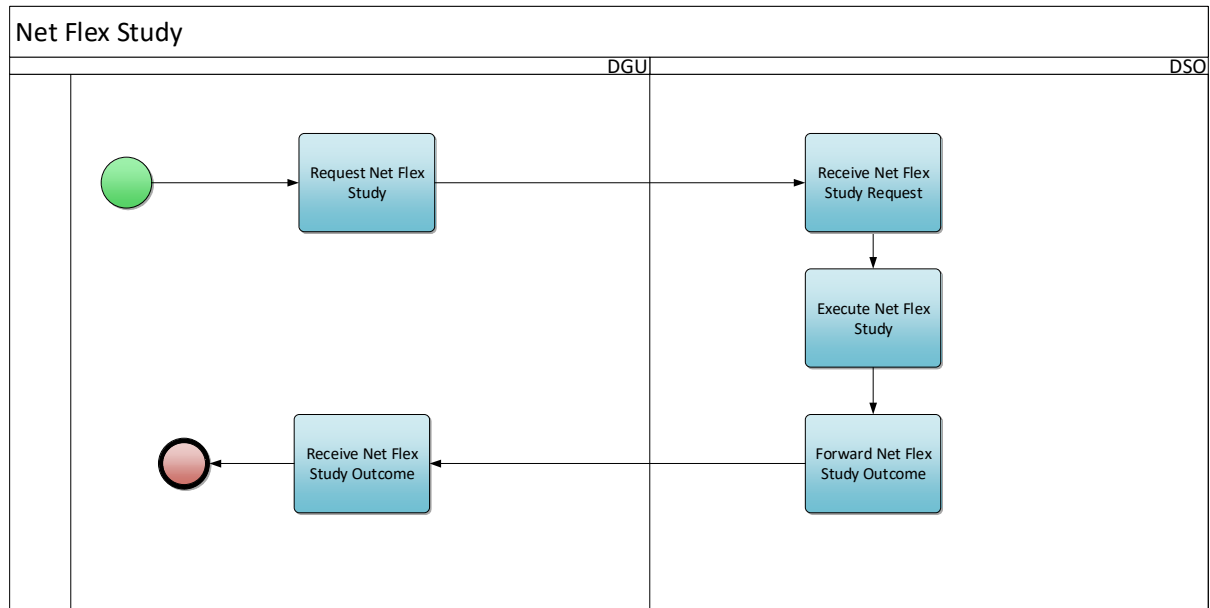 Net Flex Study
DGU
DSO
Request Net Flex
Study
Receive Net Flex
Study Request
Execute Net Flex
Study
Receive Net Flex
Study Outcome
Forward Net Flex
Study Outcome